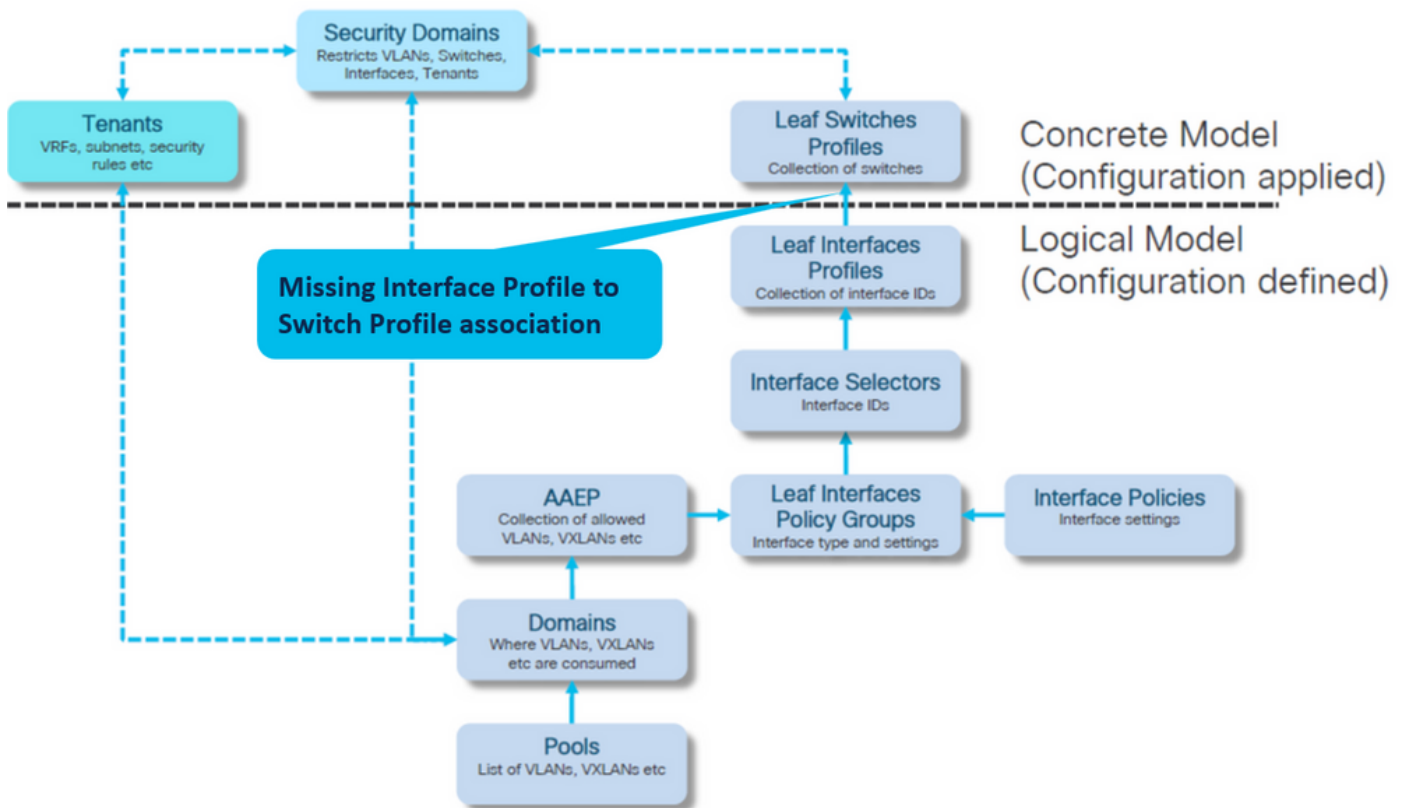 Security Domains
Restricts VLANs, Switches,
Interfaces, Tenants
Tenants
VRFs, subnets, security
rules etc
Leaf Switches
Profiles
Collection of switches
Concrete Model
(Configuration applied)
Logical Model
(Configuration defined)
Missing Interface Profile to
Switch Profile association
Leaf Interfaces
Profiles
Collection of interface IDs
Interface Selectors
Interface IDs
AAEP
Collection of allowed
VLANs, VXLANs etc
Leaf Interfaces
Policy Groups
Interface type and settings
Interface Policies
Interface settings
Domains
Where VLANs, VXLANs
etc are consumed
Pools
List of VLANs, VXLANs etc